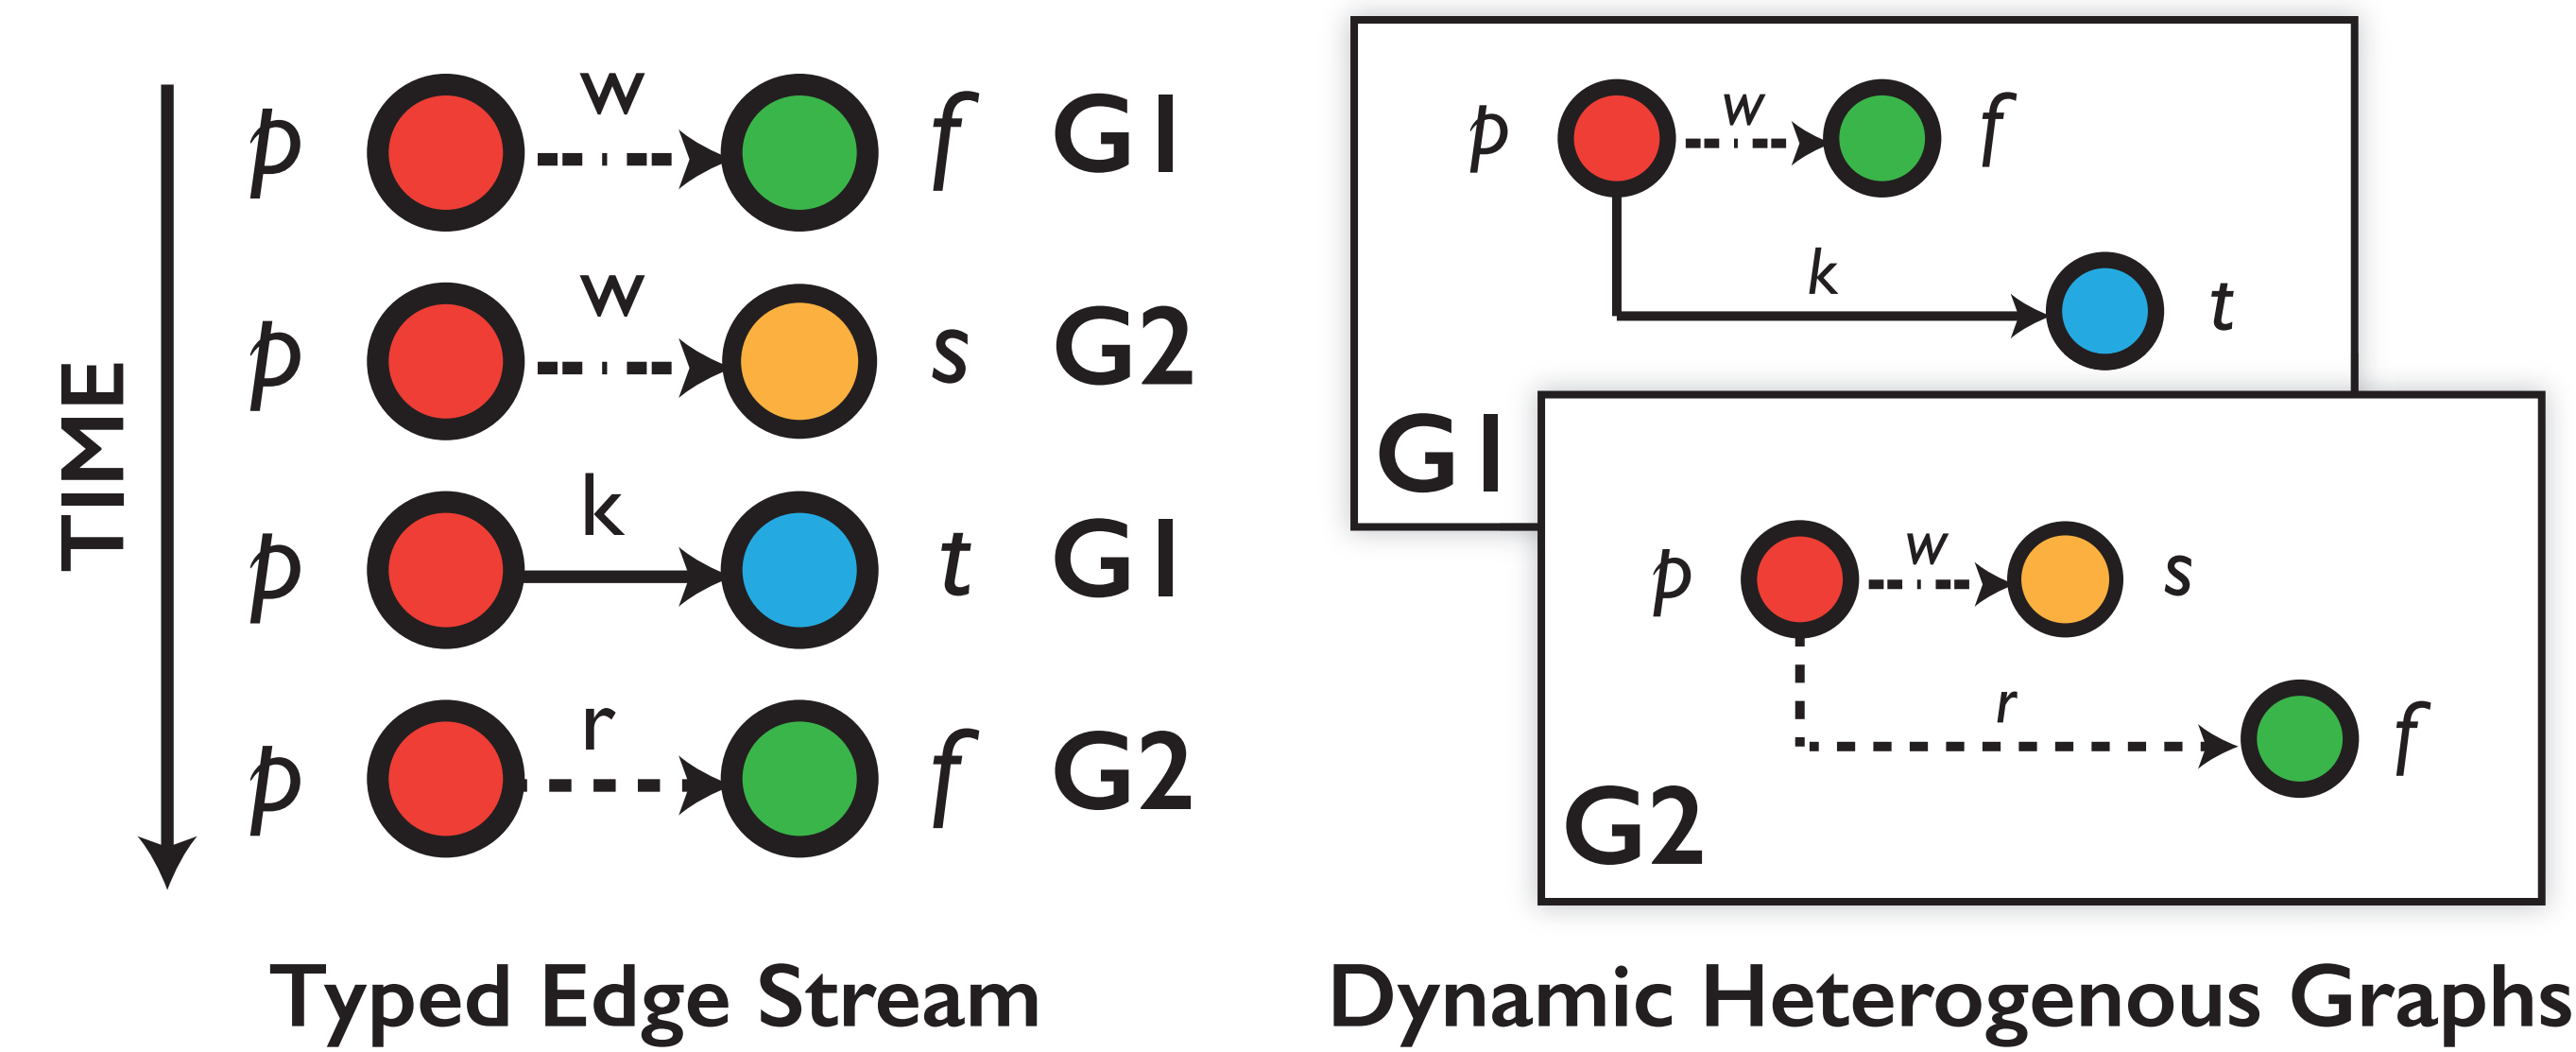 TIME
w
p f G1
w
p s G2
k
p t G1
r
p f G2
Typed Edge Stream
w
p f
k
t
G1
w
p s
r
f
G2
Dynamic Heterogenous Graphs